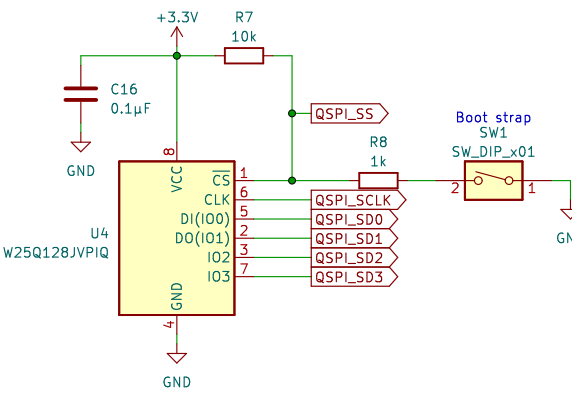 +3.3V
R7
10k
C16
0.1µF
GND
QSPI_SS
Boot strap
SW1
SW_DIP_x01
R8
1k
2
1
8
VCC
CS 1
CLK 6 QSPI_SCLK
DI(IO0) 5 QSPI_SD0
DO(IO1) 2 QSPI_SD1
IO2 3 QSPI_SD2
IO3 7 QSPI_SD3
U4
W25Q128JVPIQ
GND
4
GND